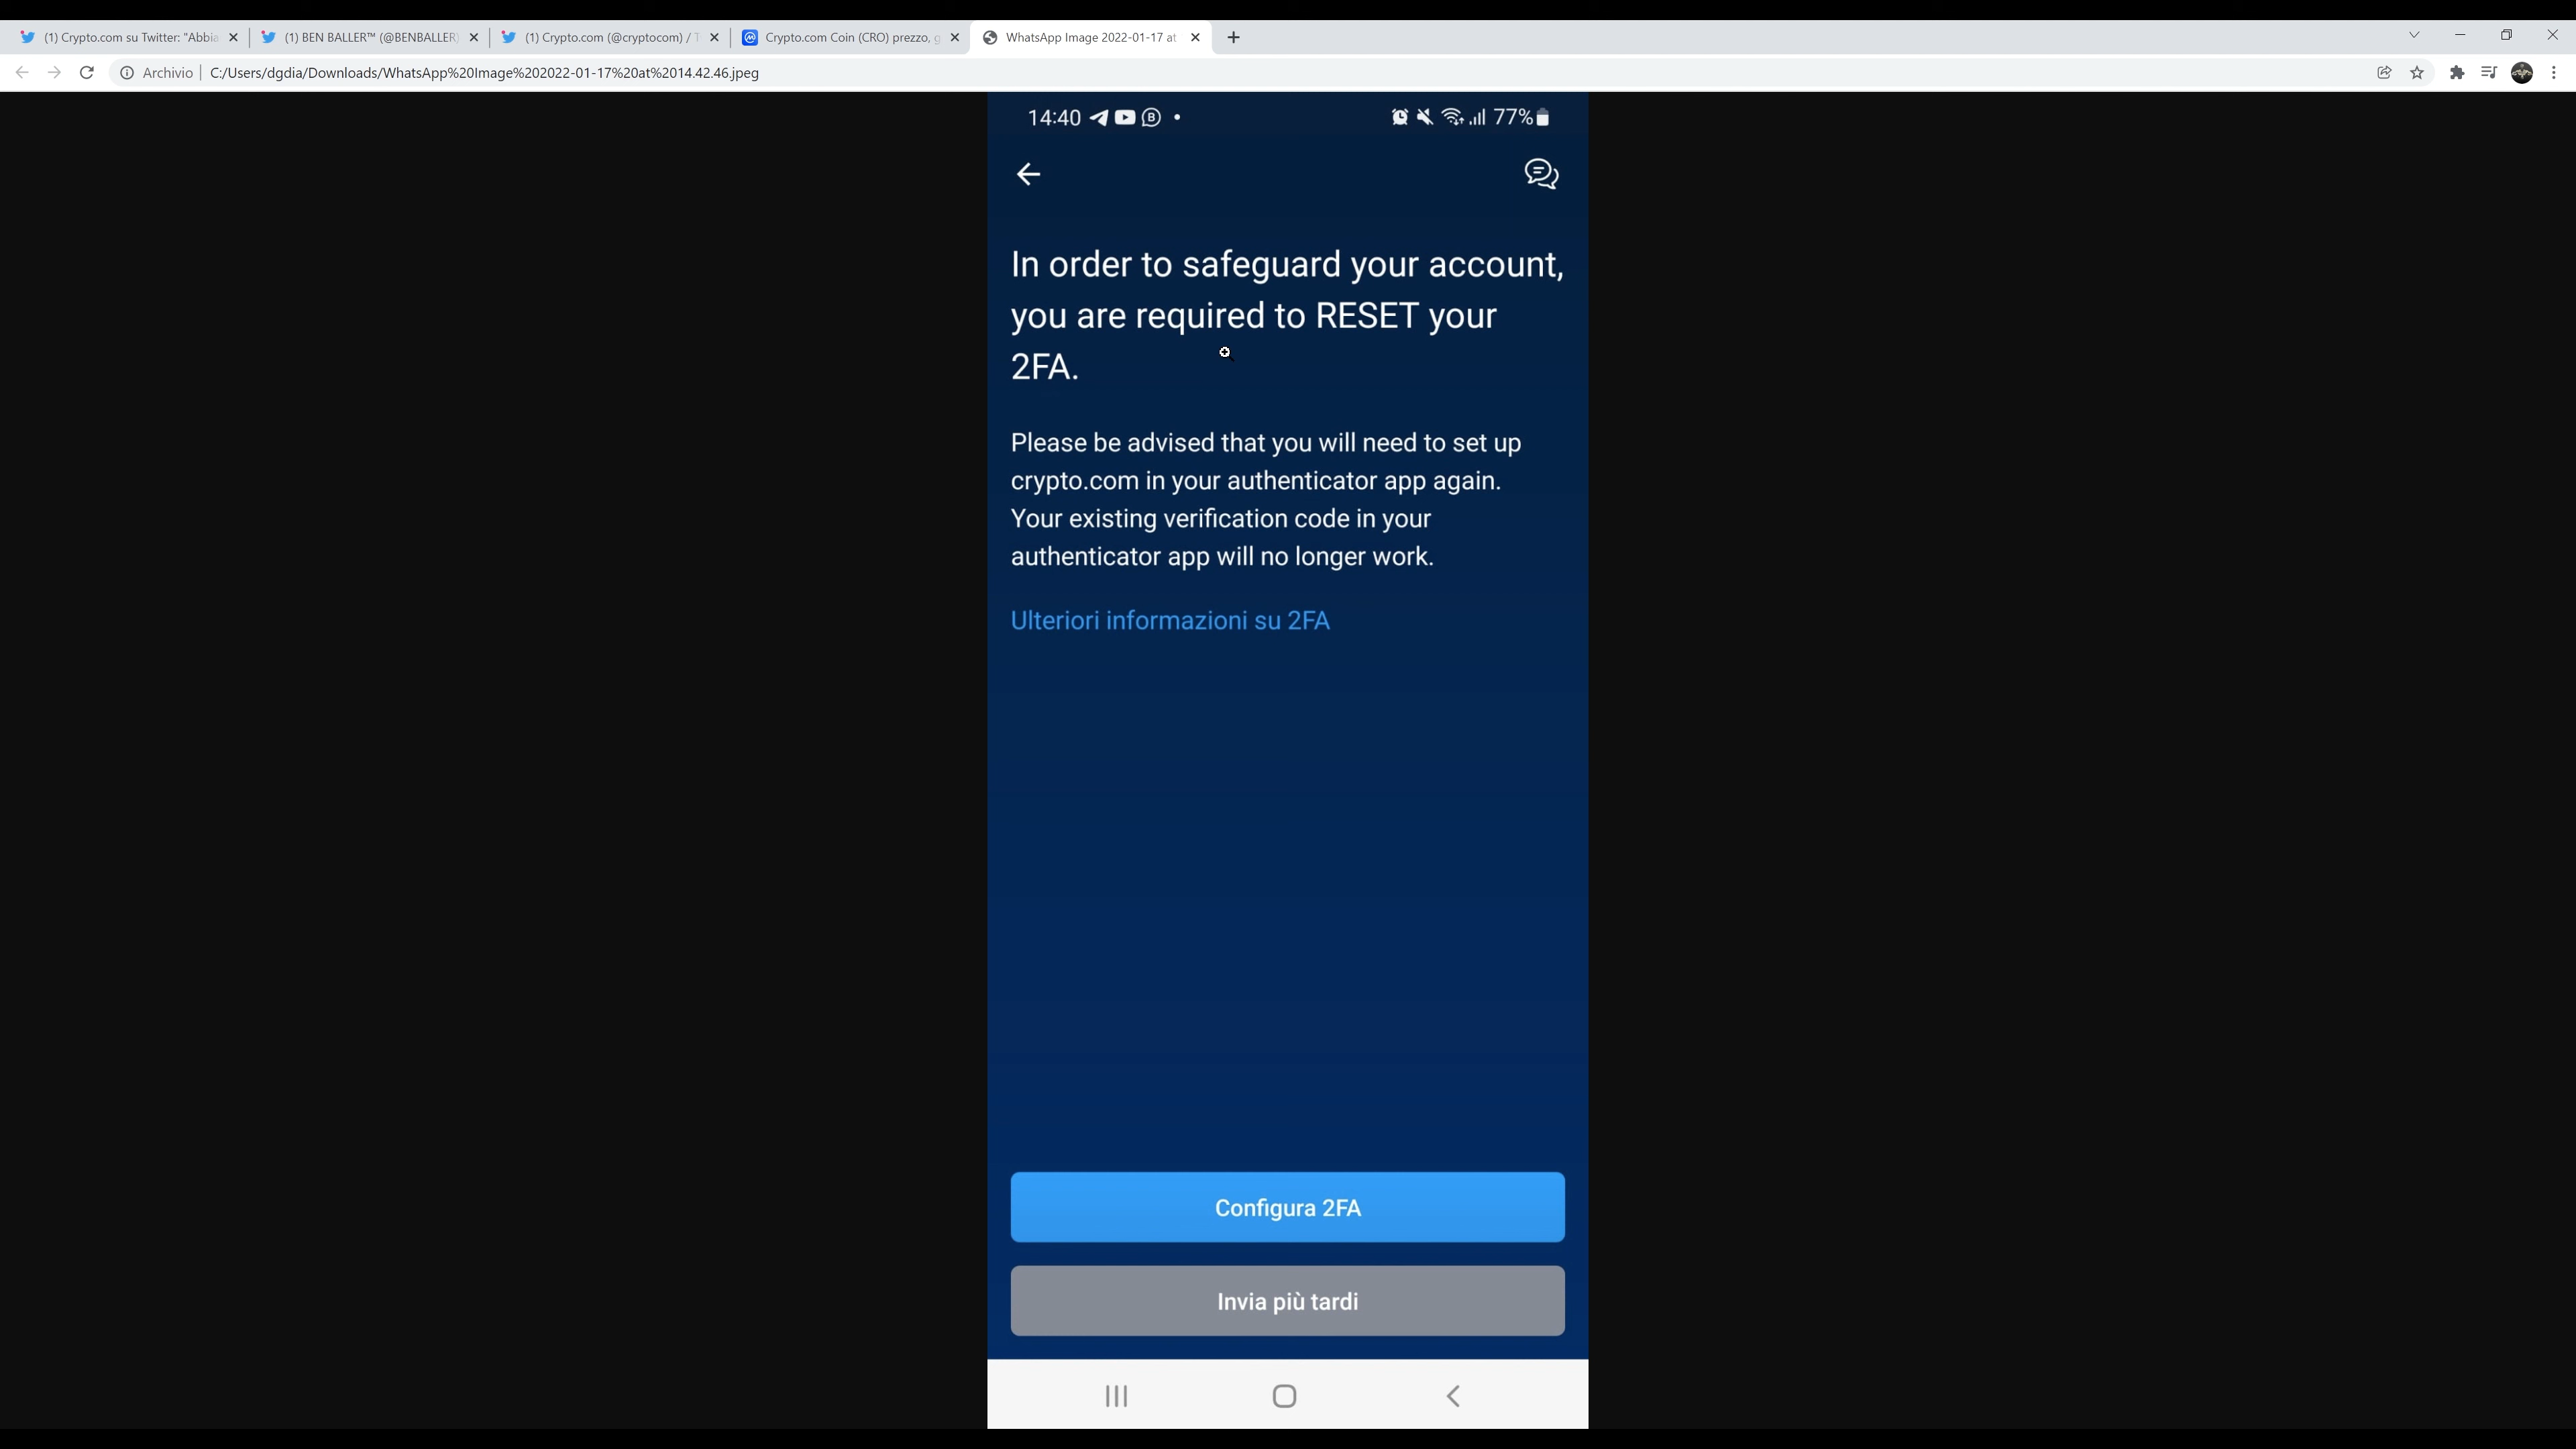 (1) Crypto.com su Twitter: "Abbia
(1) BEN BALLER™ (@BENBALLER)
(1) Crypto.com (@cryptocom) / T
Crypto.com Coin (CRO) prezzo, g
WhatsApp Image 2022-01-17 at
Archivio
C:/Users/dgdia/Downloads/WhatsApp%20Image%202022-01-17%20at%2014.42.46.jpeg
14:40
77%
In order to safeguard your account,
you are required to RESET your
2FA.
Please be advised that you will need to set up
crypto.com in your authenticator app again.
Your existing verification code in your
authenticator app will no longer work.
Ulteriori informazioni su 2FA
Configura 2FA
Invia più tardi